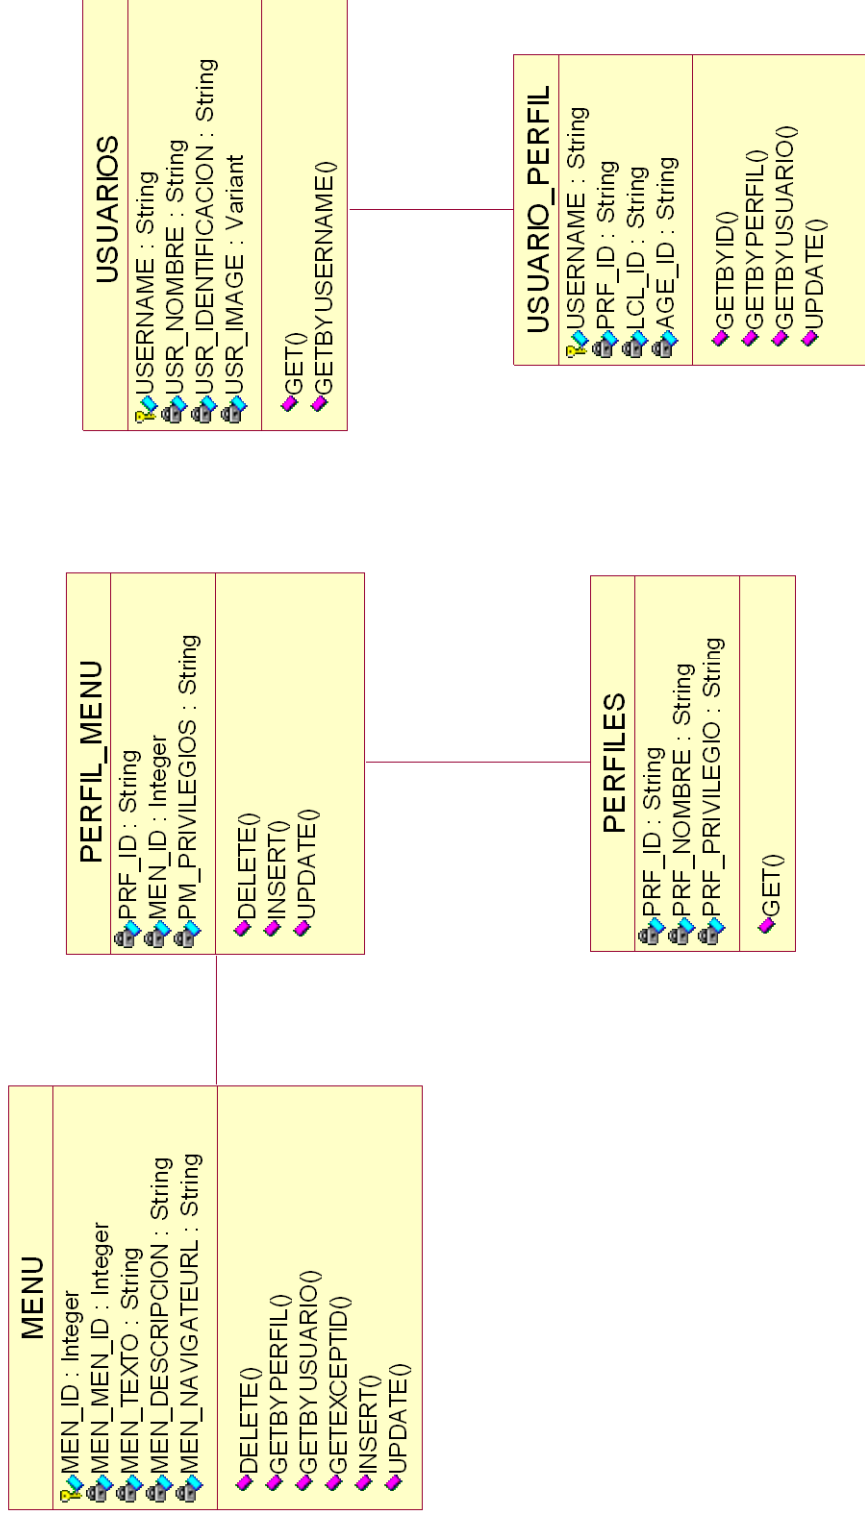 MENU
MEN_ID : Integer
MEN_MEN_ID : Integer
MEN_TEXTO : String
MEN_DESCRIPCION : String
MEN_NAVIGATEURL : String
DELETE()
GETBYPERFIL()
GETBYUSUARIO()
GETEXCEPTID()
INSERT()
UPDATE()
PERFIL_MENU
PRF_ID : String
MEN_ID : Integer
PM_PRIVILEGIOS : String
DELETE()
INSERT()
UPDATE()
USUARIOS
USERNAME : String
USR_NOMBRE : String
USR_IDENTIFICACION : String
USR_IMAGE : Variant
GET()
GETBYUSERNAME()
PERFILES
PRF_ID : String
PRF_NOMBRE : String
PRF_PRIVILEGIO : String
GET()
USUARIO_PERFIL
USERNAME : String
PRF_ID : String
LCL_ID : String
AGE_ID : String
GETBYID()
GETBYPERFIL()
GETBYUSUARIO()
UPDATE()